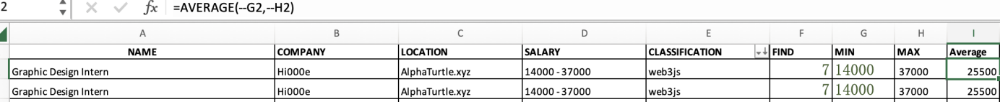 2 fx =AVERAGE(--G2,--H2)
A B C D E F G H I
NAME COMPANY LOCATION SALARY CLASSIFICATION FIND MIN MAX Average
Graphic Design Intern Hi000e AlphaTurtle.xyz 14000 - 37000 web3js 7 14000 37000 25500
Graphic Design Intern Hi000e AlphaTurtle.xyz 14000 - 37000 web3js 7 14000 37000 25500